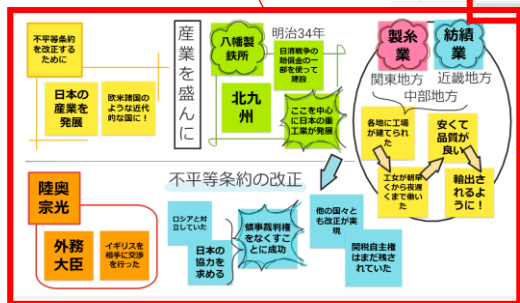 不平等条約
を改正する
ために
日本の
産業を
発展
欧米諸国の
ような近代
的な国に！
産業を盛んに
八幡製
鉄所
明治34年
日清戦争の
賠償金の一
部を使って
建設
北九
州
ここを中心
に日本の重
工業が発展
製糸
業
紡績
業
関東地方
近畿地方
中部地方
各地に工場
が建てられ
た
安くて
品質が
良い
工女が朝早
くから夜遅
くまで働い
た
輸出さ
れるよ
うに！
不平等条約の改正
陸奥
宗光
外務
大臣
イギリスを
相手に交渉
を行った
ロシアと対
立していた
日本の
協力を
求める
領事裁判権
をなくすこ
とに成功
他の国々と
も改正が実
現
関税自主権
はまだ残さ
れていた